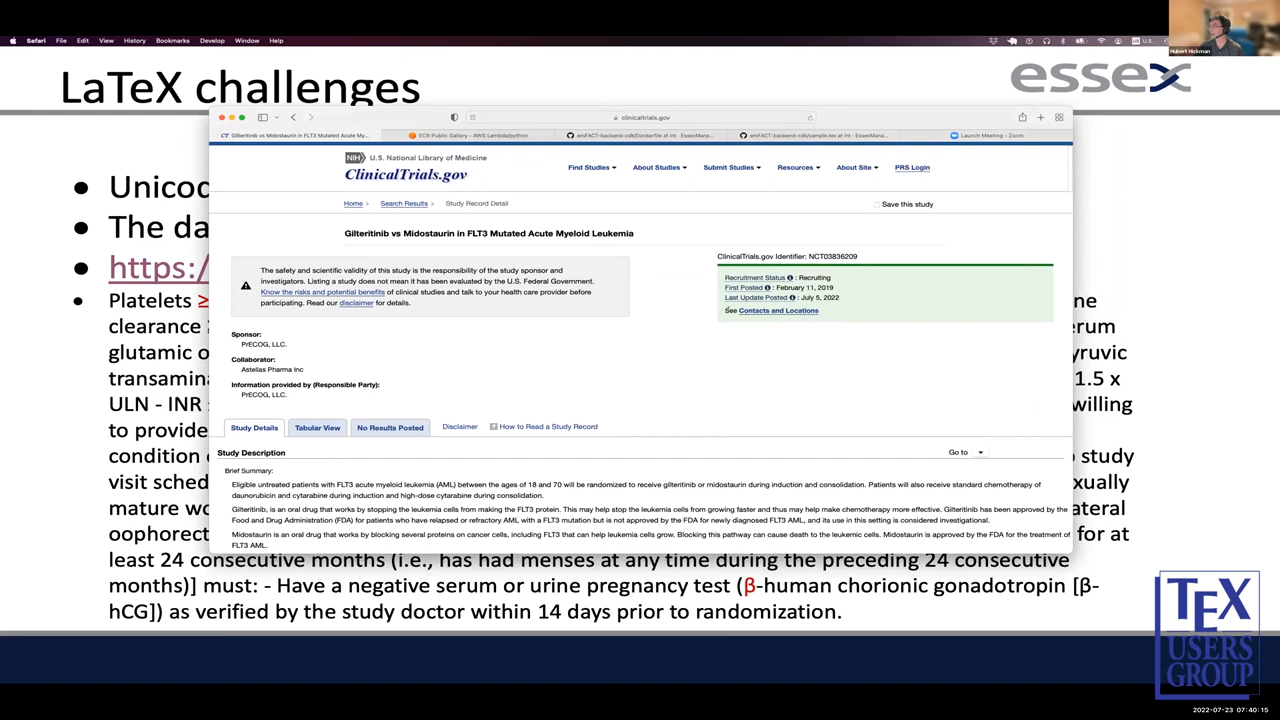 Safari File Edit View History Bookmarks Develop Window Help U.S.
Hubert Hickman
LaTeX challenges
essex
clinicaltrials.gov
Gilteritinib vs Midostaurin in FLT3 Mutated Acute My...
ECR Public Gallery - AWS Lambda/python
emFACT-backend-cdk/Dockerfile at int · EssexMana...
emFACT-backend-cdk/sample.tex at int · EssexMana...
Launch Meeting - Zoom
NIH U.S. National Library of Medicine
ClinicalTrials.gov
Find Studies About Studies Submit Studies Resources About Site PRS Login
Home > Search Results > Study Record Detail
Save this study
Gilteritinib vs Midostaurin in FLT3 Mutated Acute Myeloid Leukemia
The safety and scientific validity of this study is the responsibility of the study sponsor and
investigators. Listing a study does not mean it has been evaluated by the U.S. Federal Government.
Know the risks and potential benefits of clinical studies and talk to your health care provider before
participating. Read our disclaimer for details.
ClinicalTrials.gov Identifier: NCT03836209
Recruitment Status : Recruiting
First Posted : February 11, 2019
Last Update Posted : July 5, 2022
See Contacts and Locations
Sponsor:
PrECOG, LLC.
Collaborator:
Astellas Pharma Inc
Information provided by (Responsible Party):
PrECOG, LLC.
Study Details Tabular View No Results Posted Disclaimer How to Read a Study Record
Study Description
Go to
Brief Summary:
Eligible untreated patients with FLT3 acute myeloid leukemia (AML) between the ages of 18 and 70 will be randomized to receive gilteritinib or midostaurin during induction and consolidation. Patients will also receive standard chemotherapy of
daunorubicin and cytarabine during induction and high-dose cytarabine during consolidation.
Gilteritinib, is an oral drug that works by stopping the leukemia cells from making the FLT3 protein. This may help stop the leukemia cells from growing faster and thus may help make chemotherapy more effective. Gilteritinib has been approved by the
Food and Drug Administration (FDA) for patients who have relapsed or refractory AML with a FLT3 mutation but is not approved by the FDA for newly diagnosed FLT3 AML, and its use in this setting is considered investigational.
Midostaurin is an oral drug that works by blocking several proteins on cancer cells, including FLT3 that can help leukemia cells grow. Blocking this pathway can cause death to the leukemia cells. Midostaurin is approved by the FDA for the treatment of
FLT3 AML.
• Unicod
• The da
• https:/
• Platelets ≥ ne
clearance erum
glutamic o yruvic
transamina 1.5 x
ULN - INR willing
to provide
condition o study
visit sched xually
mature wo ateral
oophorect for at
least 24 consecutive months (i.e., has had menses at any time during the preceding 24 consecutive
months)] must: - Have a negative serum or urine pregnancy test (β-human chorionic gonadotropin [β-
hCG]) as verified by the study doctor within 14 days prior to randomization.
TEX
USERS
GROUP
2022-07-23 07:40:15